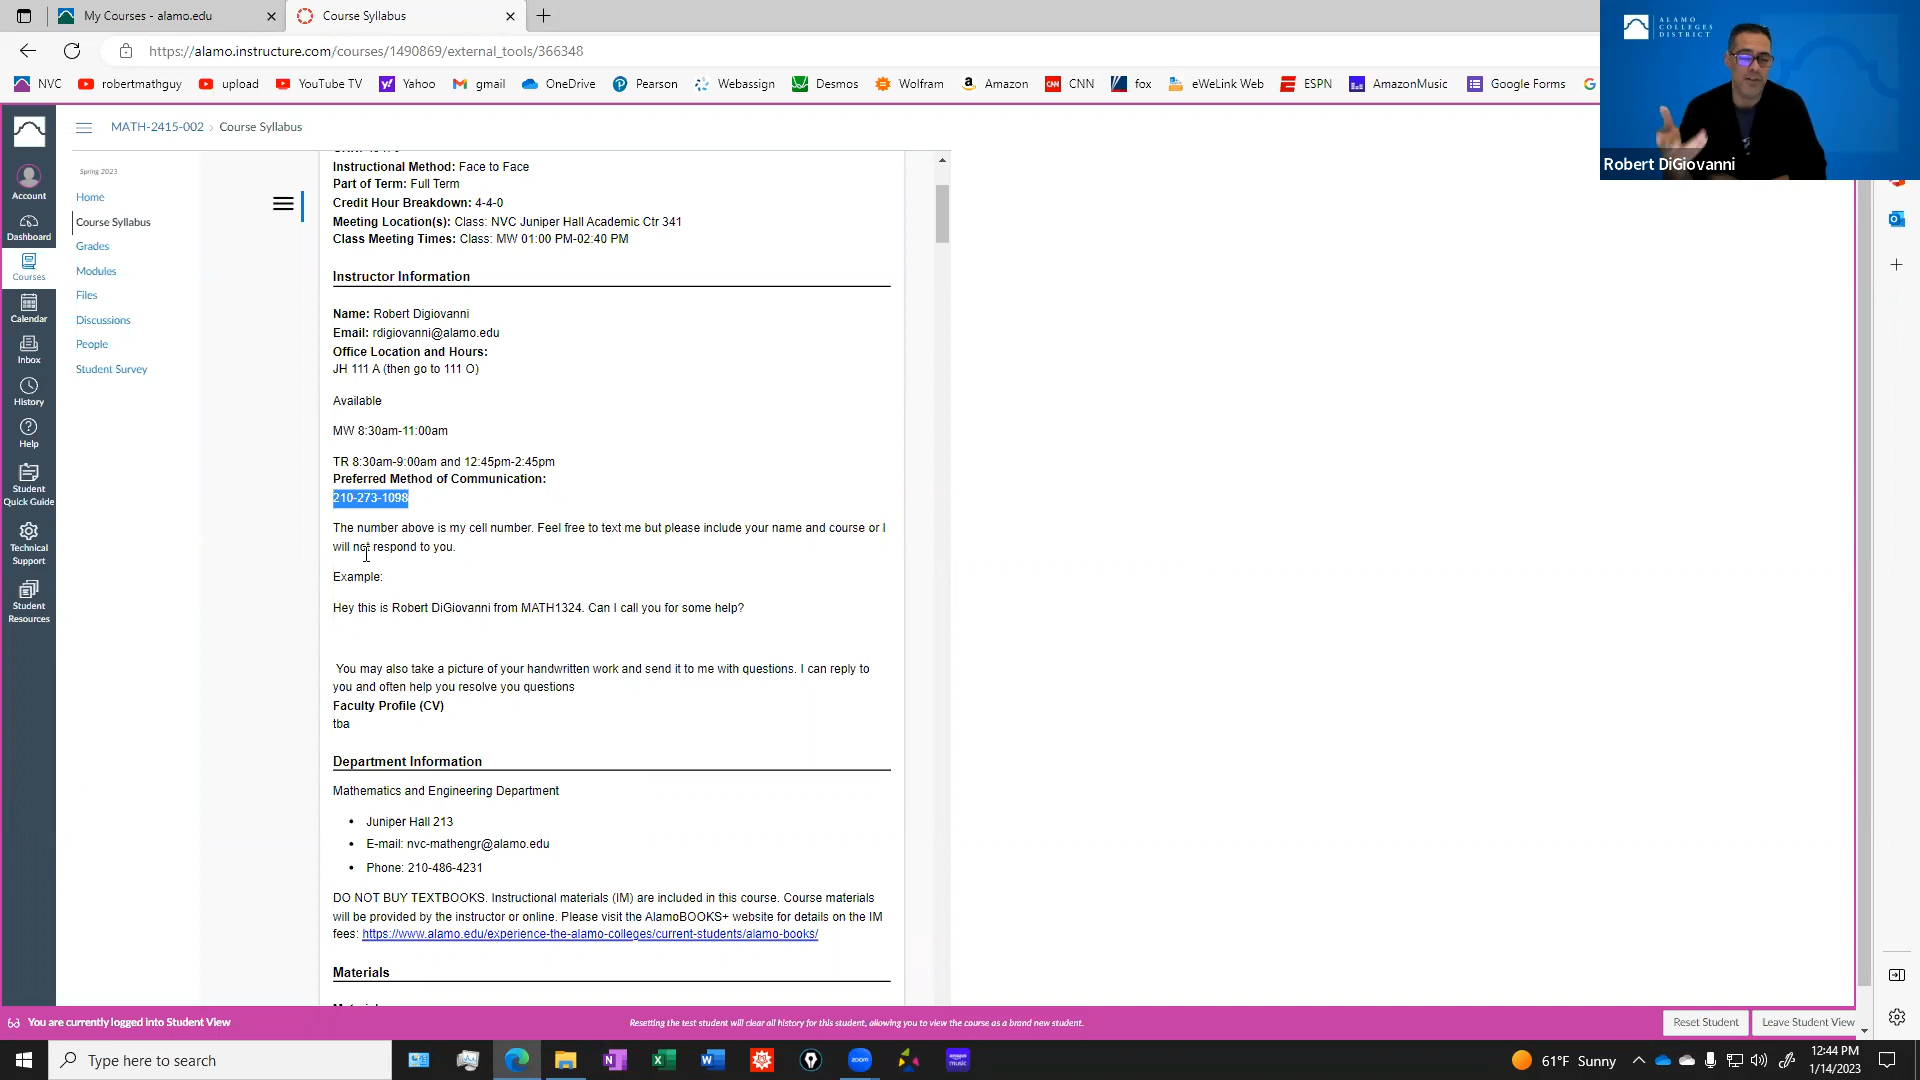 My Courses - alamo.edu
Course Syllabus
https://alamo.instructure.com/courses/1490869/external_tools/366348
NVC
robertmathguy
upload
YouTube TV
Yahoo
gmail
OneDrive
Pearson
Webassign
Desmos
Wolfram
Amazon
CNN
fox
eWeLink Web
ESPN
AmazonMusic
Google Forms
ALAMO
COLLEGES
DISTRICT
Robert DiGiovanni
MATH-2415-002 › Course Syllabus
Account
Dashboard
Courses
Calendar
Inbox
History
Help
Student
Quick Guide
Technical
Support
Student
Resources
Spring 2023
Home
Course Syllabus
Grades
Modules
Files
Discussions
People
Student Survey
Instructional Method: Face to Face
Part of Term: Full Term
Credit Hour Breakdown: 4-4-0
Meeting Location(s): Class: NVC Juniper Hall Academic Ctr 341
Class Meeting Times: Class: MW 01:00 PM-02:40 PM
Instructor Information
Name: Robert Digiovanni
Email: rdigiovanni@alamo.edu
Office Location and Hours:
JH 111 A (then go to 111 O)
Available
MW 8:30am-11:00am
TR 8:30am-9:00am and 12:45pm-2:45pm
Preferred Method of Communication:
210-273-1098
The number above is my cell number. Feel free to text me but please include your name and course or I
will not respond to you.
Example:
Hey this is Robert DiGiovanni from MATH1324. Can I call you for some help?
You may also take a picture of your handwritten work and send it to me with questions. I can reply to
you and often help you resolve you questions
Faculty Profile (CV)
tba
Department Information
Mathematics and Engineering Department
• Juniper Hall 213
• E-mail: nvc-mathengr@alamo.edu
• Phone: 210-486-4231
DO NOT BUY TEXTBOOKS. Instructional materials (IM) are included in this course. Course materials
will be provided by the instructor or online. Please visit the AlamoBOOKS+ website for details on the IM
fees: https://www.alamo.edu/experience-the-alamo-colleges/current-students/alamo-books/
Materials
You are currently logged into Student View
Resetting the test student will clear all history for this student, allowing you to view the course as a brand new student.
Reset Student
Leave Student View
Type here to search
zoom
61°F Sunny
12:44 PM
1/14/2023